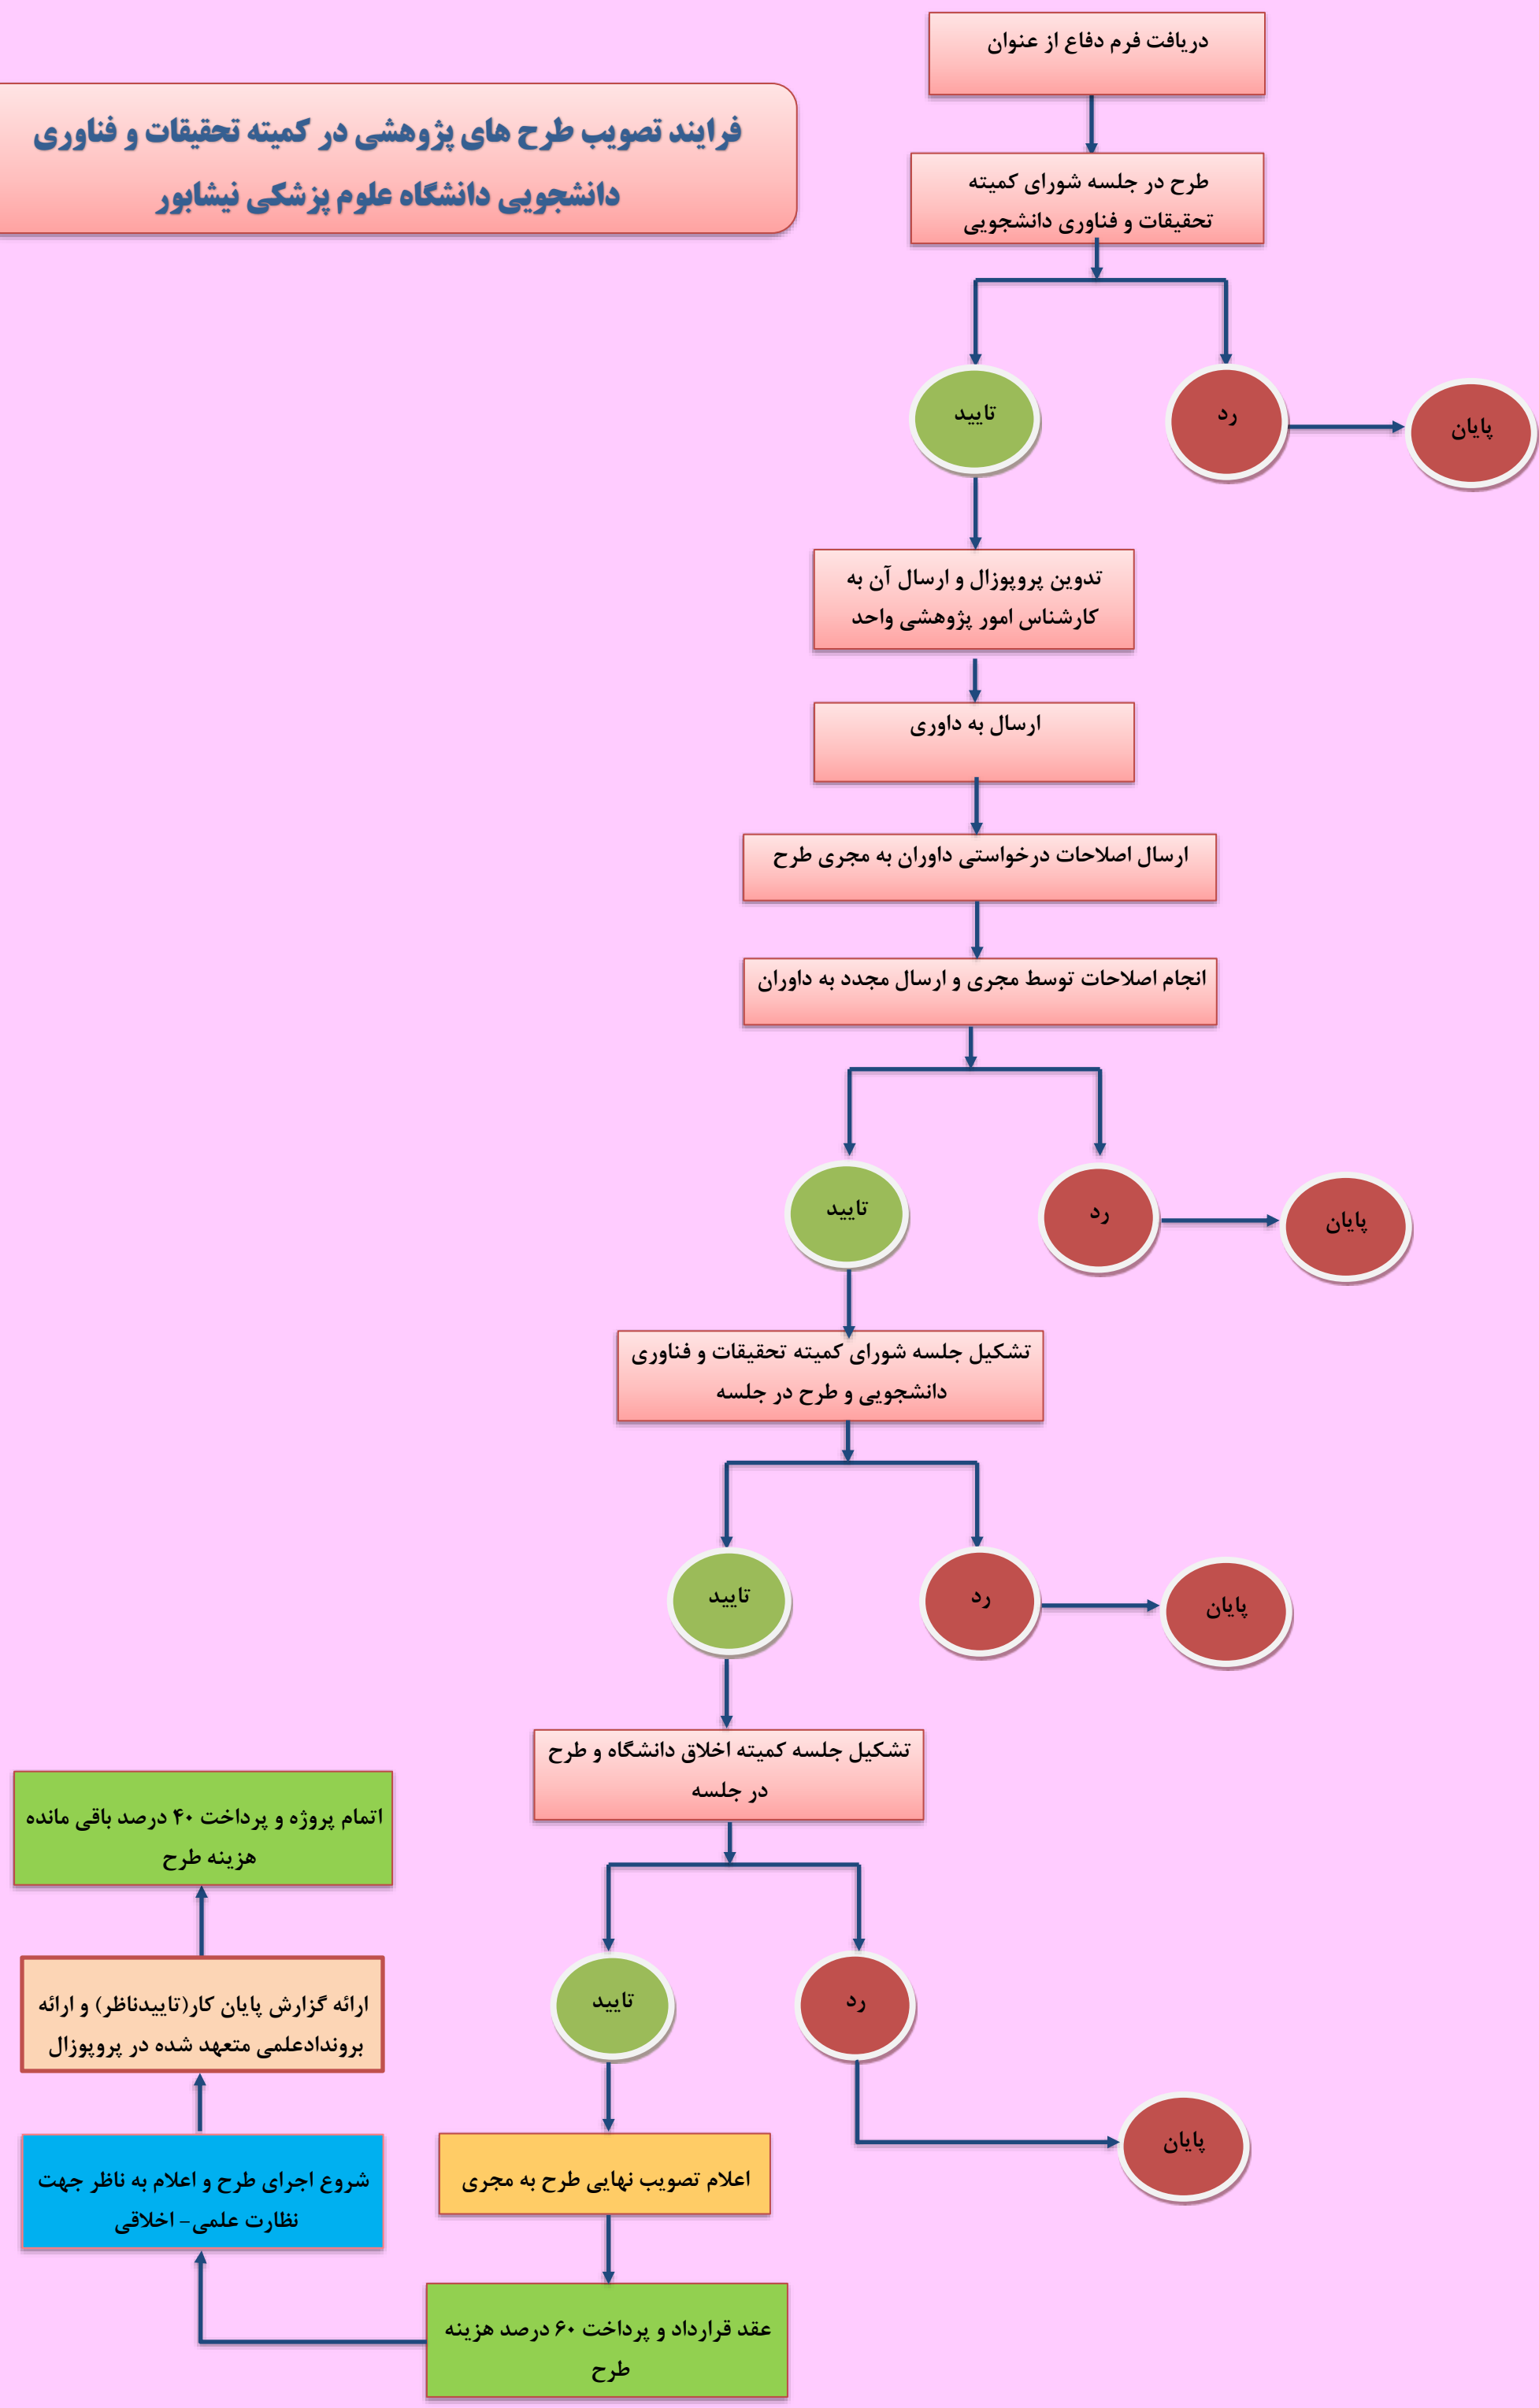 فرایند تصویب طرح های پژوهشی در کمیته تحقیقات و فناوری
دانشجویی دانشگاه علوم پزشکی نیشابور
دریافت فرم دفاع از عنوان
طرح در جلسه شورای کمیته
تحقیقات و فناوری دانشجویی
تایید
رد
پایان
تدوین پروپوزال و ارسال آن به
کارشناس امور پژوهشی واحد
ارسال به داوری
ارسال اصلاحات درخواستی داوران به مجری طرح
انجام اصلاحات توسط مجری و ارسال مجدد به داوران
تایید
رد
پایان
تشکیل جلسه شورای کمیته تحقیقات و فناوری
دانشجویی و طرح در جلسه
تایید
رد
پایان
تشکیل جلسه کمیته اخلاق دانشگاه و طرح
در جلسه
تایید
رد
پایان
اعلام تصویب نهایی طرح به مجری
عقد قرارداد و پرداخت ۶۰ درصد هزینه
طرح
شروع اجرای طرح و اعلام به ناظر جهت
نظارت علمی- اخلاقی
ارائه گزارش پایان کار(تاییدناظر) و ارائه
بروندادعلمی متعهد شده در پروپوزال
اتمام پروژه و پرداخت ۴۰ درصد باقی مانده
هزینه طرح